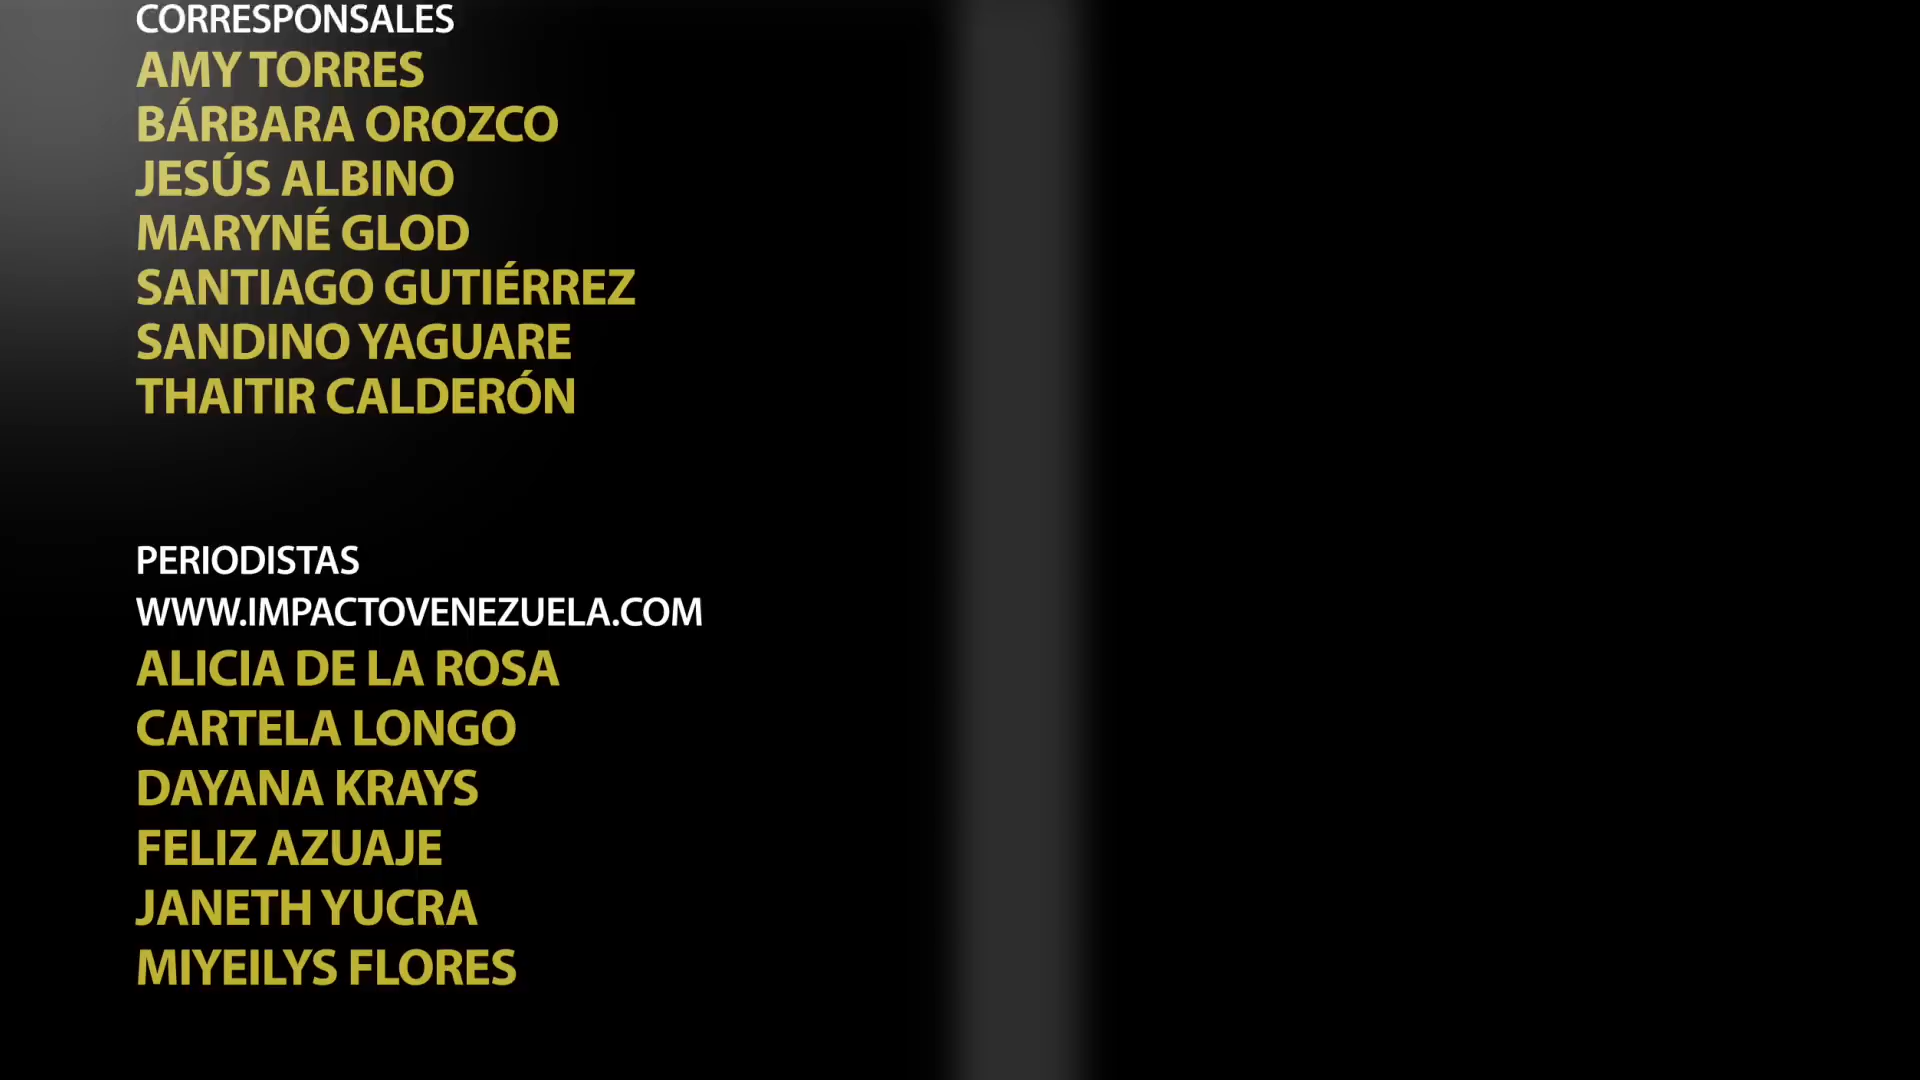 CORRESPONSALES
AMY TORRES
BÁRBARA OROZCO
JESÚS ALBINO
MARYNÉ GLOD
SANTIAGO GUTIÉRREZ
SANDINO YAGUARE
THAITIR CALDERÓN
PERIODISTAS
WWW.IMPACTOVENEZUELA.COM
ALICIA DE LA ROSA
CARTELA LONGO
DAYANA KRAYS
FELIZ AZUAJE
JANETH YUCRA
MIYEILYS FLORES